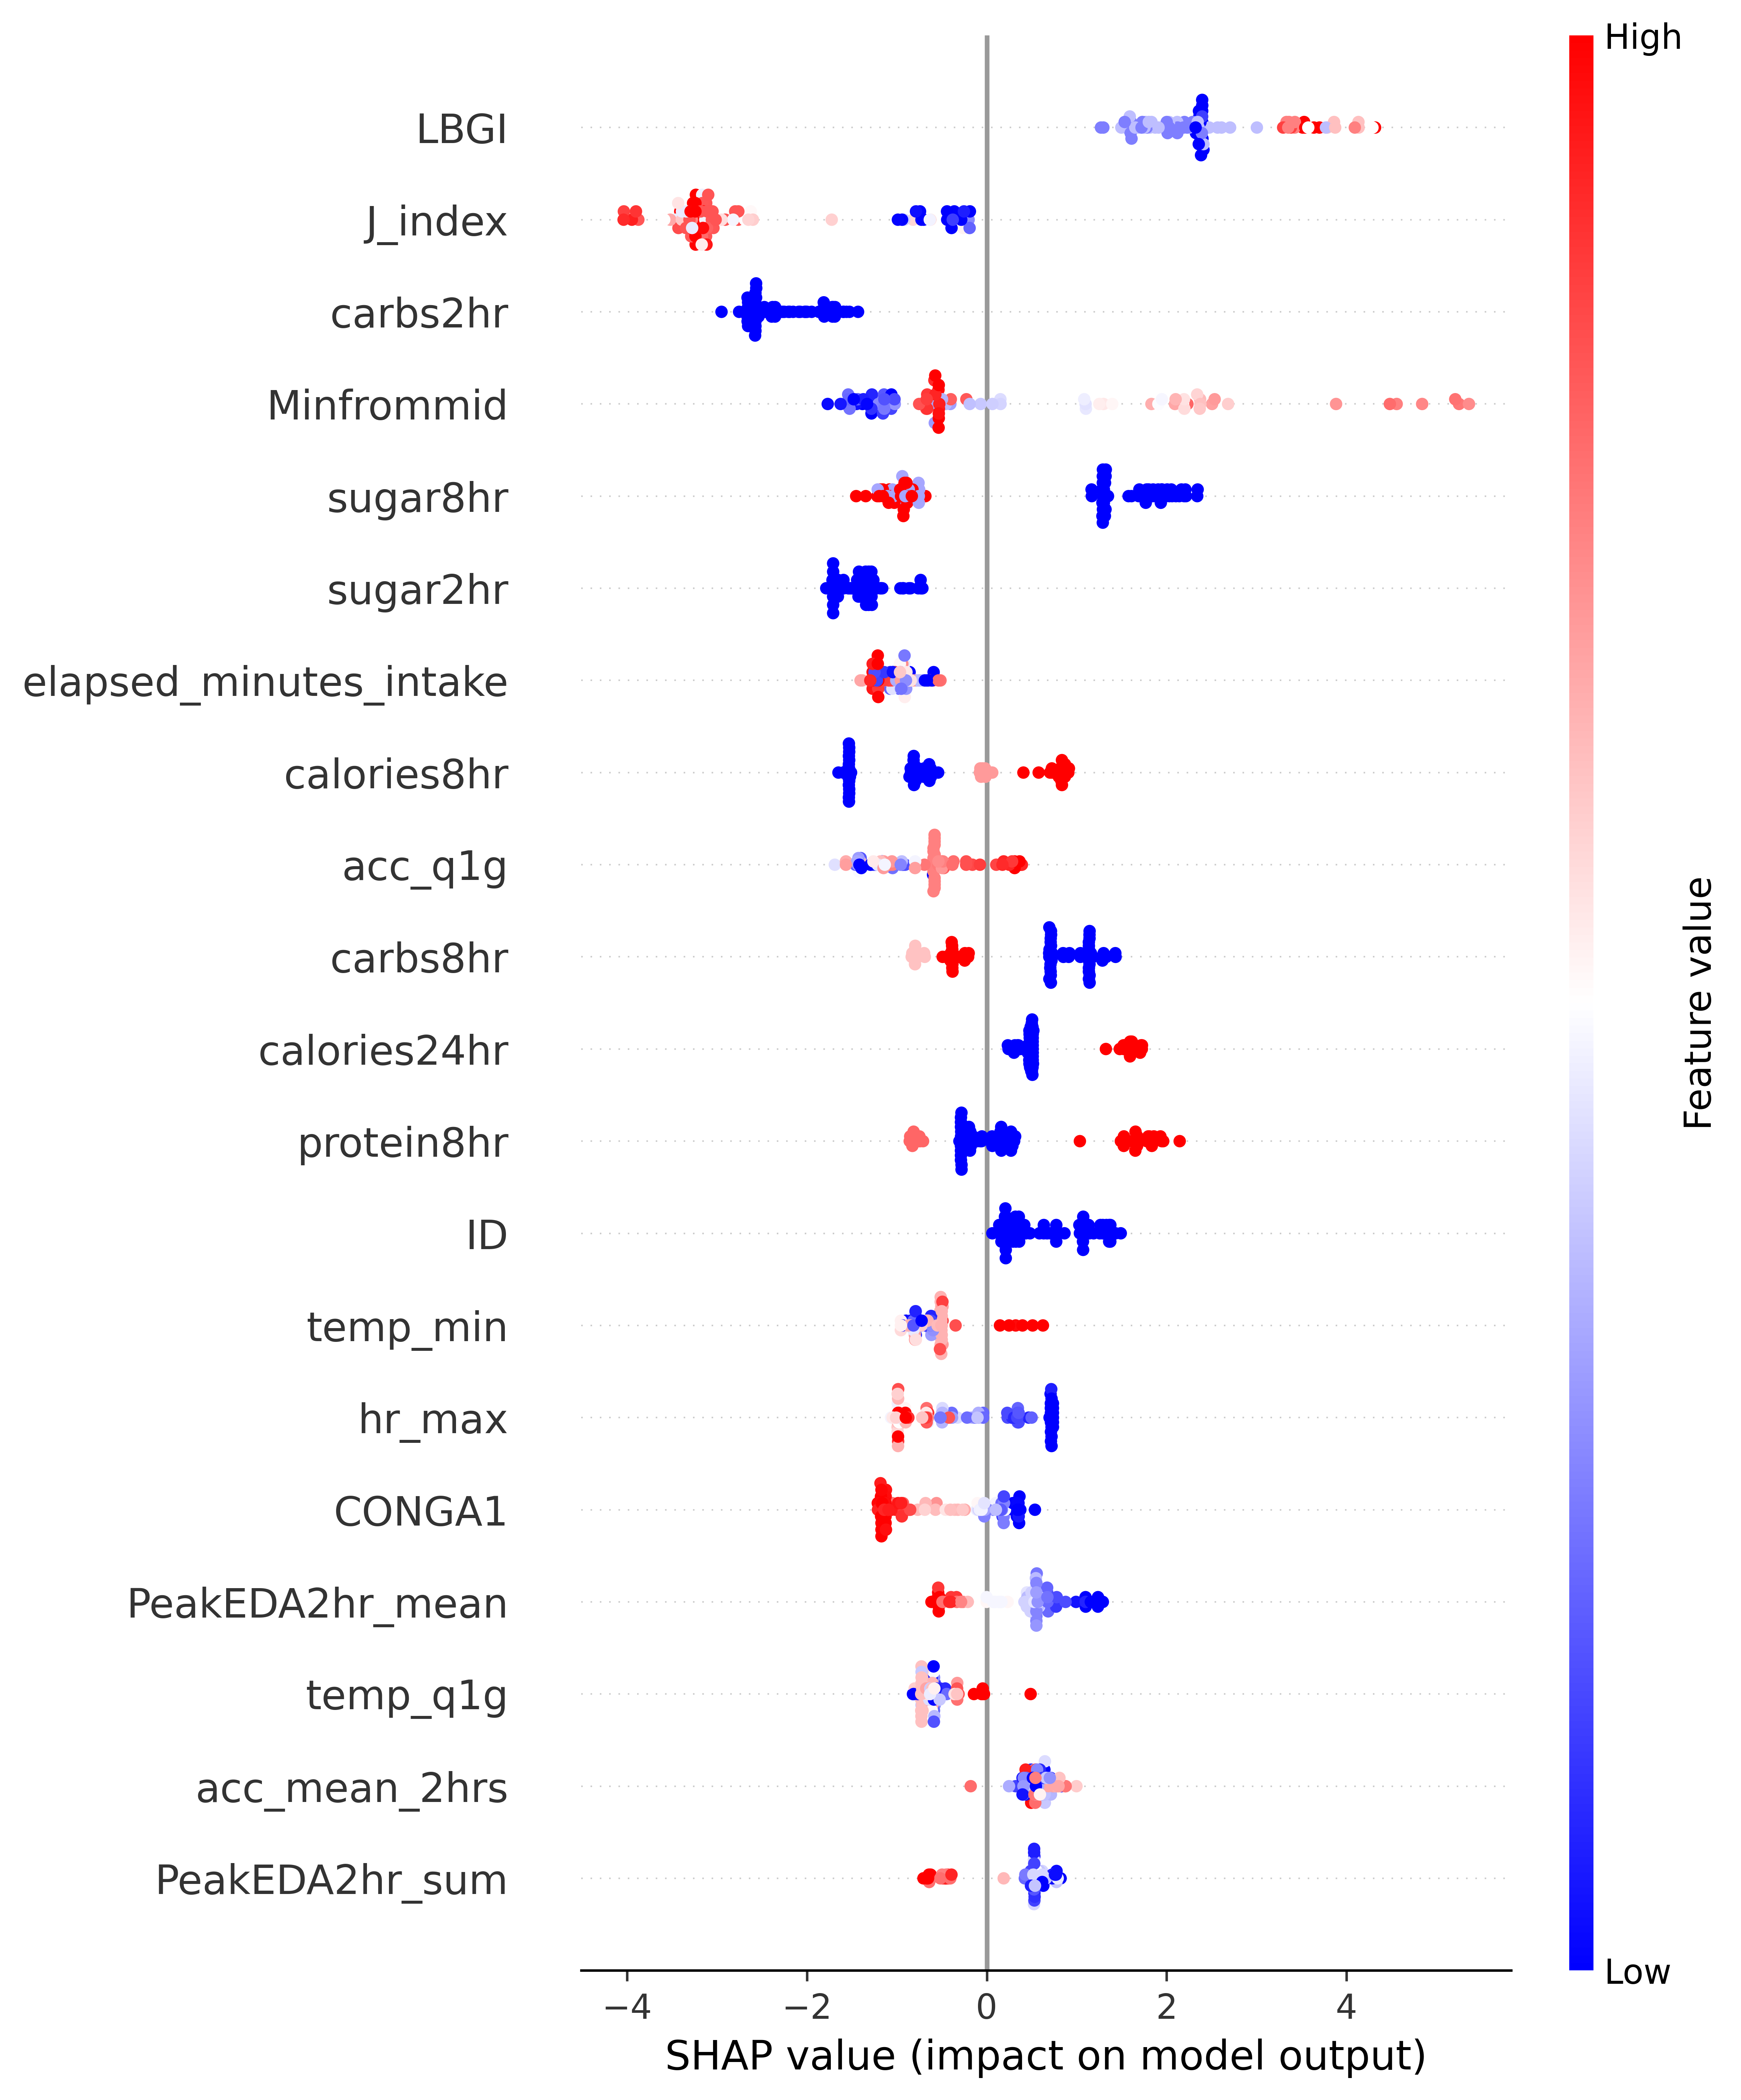 High
LBGI
J_index
carbs2hr
Minfrommid
sugar8hr
sugar2hr
elapsed_minutes_intake
calories8hr
acc_q1g
carbs8hr
calories24hr
protein8hr
ID
temp_min
hr_max
CONGA1
PeakEDA2hr_mean
temp_q1g
acc_mean_2hrs
PeakEDA2hr_sum
Feature value
Low
−4 −2 0 2 4
SHAP value (impact on model output)